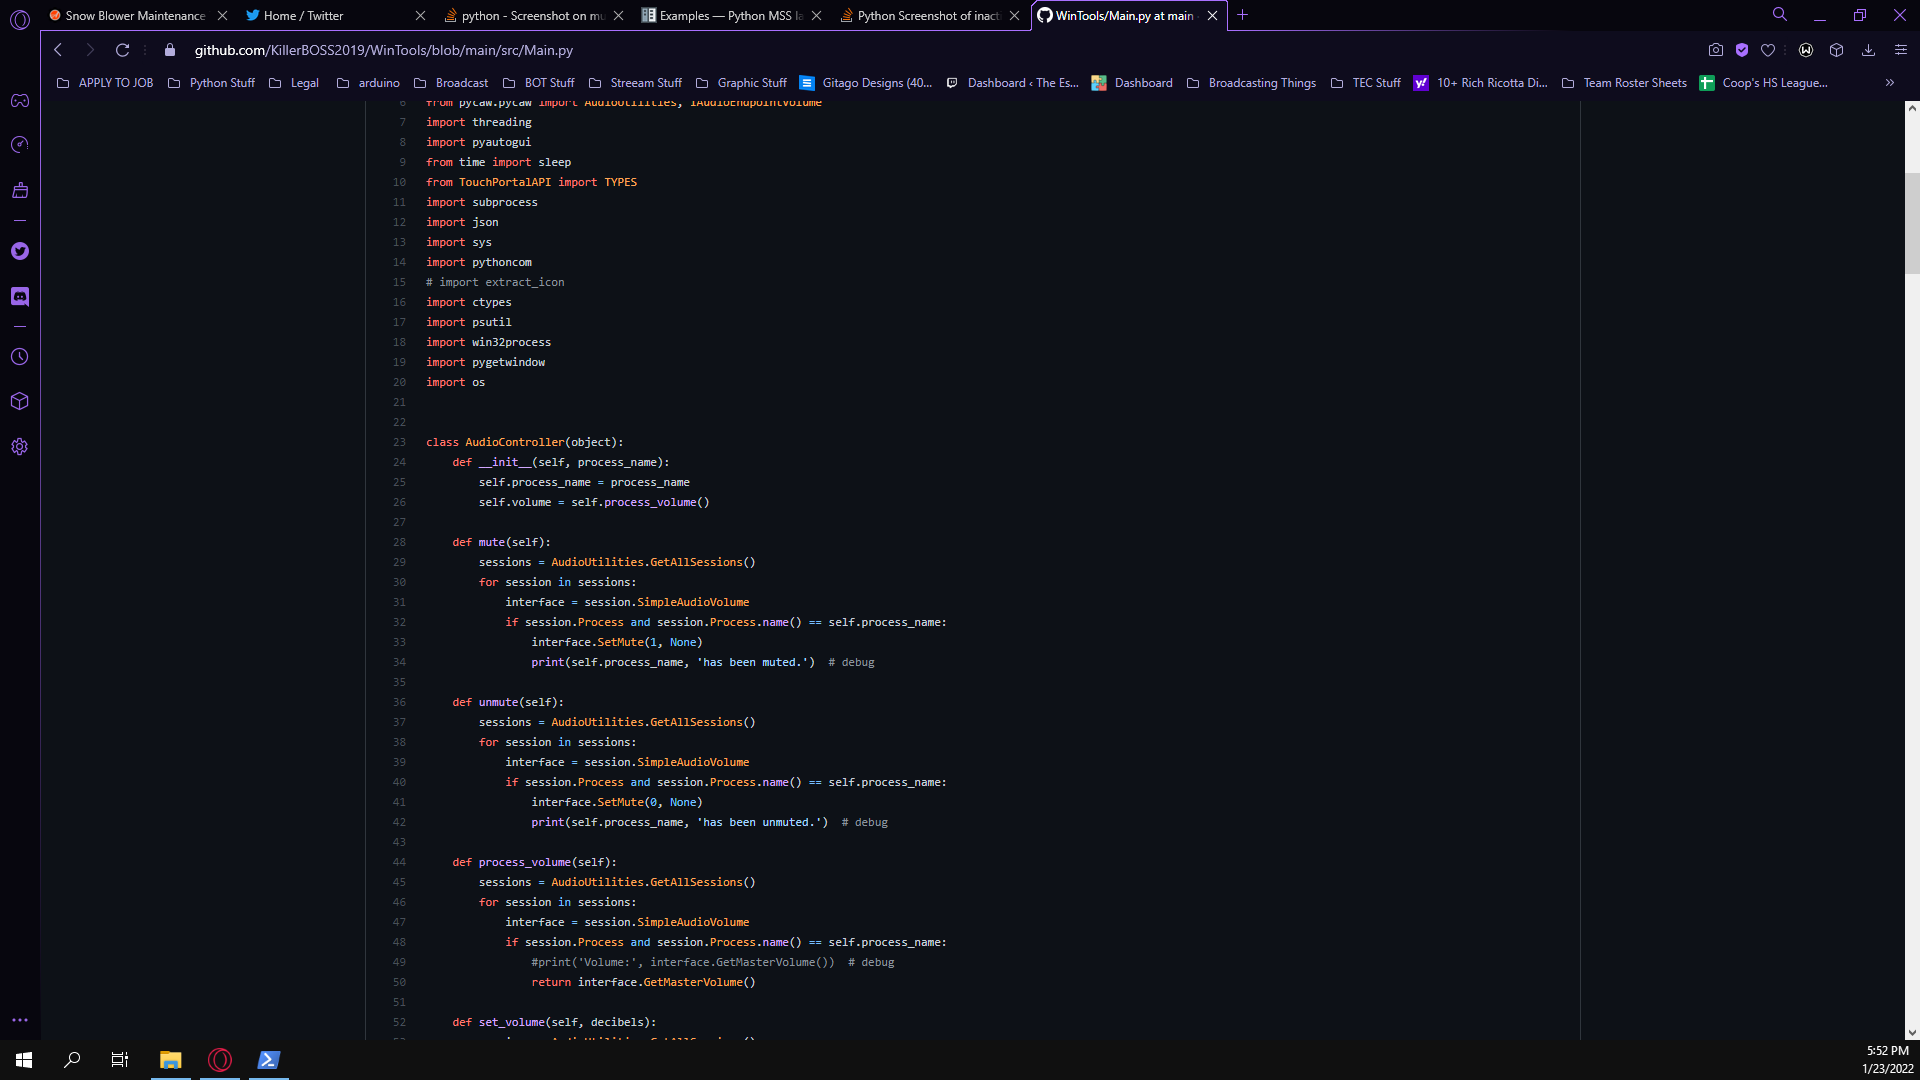 Snow Blower Maintenance
Home / Twitter
python - Screenshot on mu
Examples — Python MSS la
Python Screenshot of inacti
WinTools/Main.py at main
github.com/KillerBOSS2019/WinTools/blob/main/src/Main.py
APPLY TO JOB
Python Stuff
Legal
arduino
Broadcast
BOT Stuff
Streeam Stuff
Graphic Stuff
Gitago Designs (40...
Dashboard ‹ The Es...
Dashboard
Broadcasting Things
TEC Stuff
10+ Rich Ricotta Di...
Team Roster Sheets
Coop's HS League...
6 from pycaw.pycaw import AudioUtilities, IAudioEndpointVolume
7 import threading
8 import pyautogui
9 from time import sleep
10 from TouchPortalAPI import TYPES
11 import subprocess
12 import json
13 import sys
14 import pythoncom
15 # import extract_icon
16 import ctypes
17 import psutil
18 import win32process
19 import pygetwindow
20 import os
21
22
23 class AudioController(object):
24 def __init__(self, process_name):
25 self.process_name = process_name
26 self.volume = self.process_volume()
27
28 def mute(self):
29 sessions = AudioUtilities.GetAllSessions()
30 for session in sessions:
31 interface = session.SimpleAudioVolume
32 if session.Process and session.Process.name() == self.process_name:
33 interface.SetMute(1, None)
34 print(self.process_name, 'has been muted.')  # debug
35
36 def unmute(self):
37 sessions = AudioUtilities.GetAllSessions()
38 for session in sessions:
39 interface = session.SimpleAudioVolume
40 if session.Process and session.Process.name() == self.process_name:
41 interface.SetMute(0, None)
42 print(self.process_name, 'has been unmuted.')  # debug
43
44 def process_volume(self):
45 sessions = AudioUtilities.GetAllSessions()
46 for session in sessions:
47 interface = session.SimpleAudioVolume
48 if session.Process and session.Process.name() == self.process_name:
49 #print('Volume:', interface.GetMasterVolume())  # debug
50 return interface.GetMasterVolume()
51
52 def set_volume(self, decibels):
5:52 PM
1/23/2022